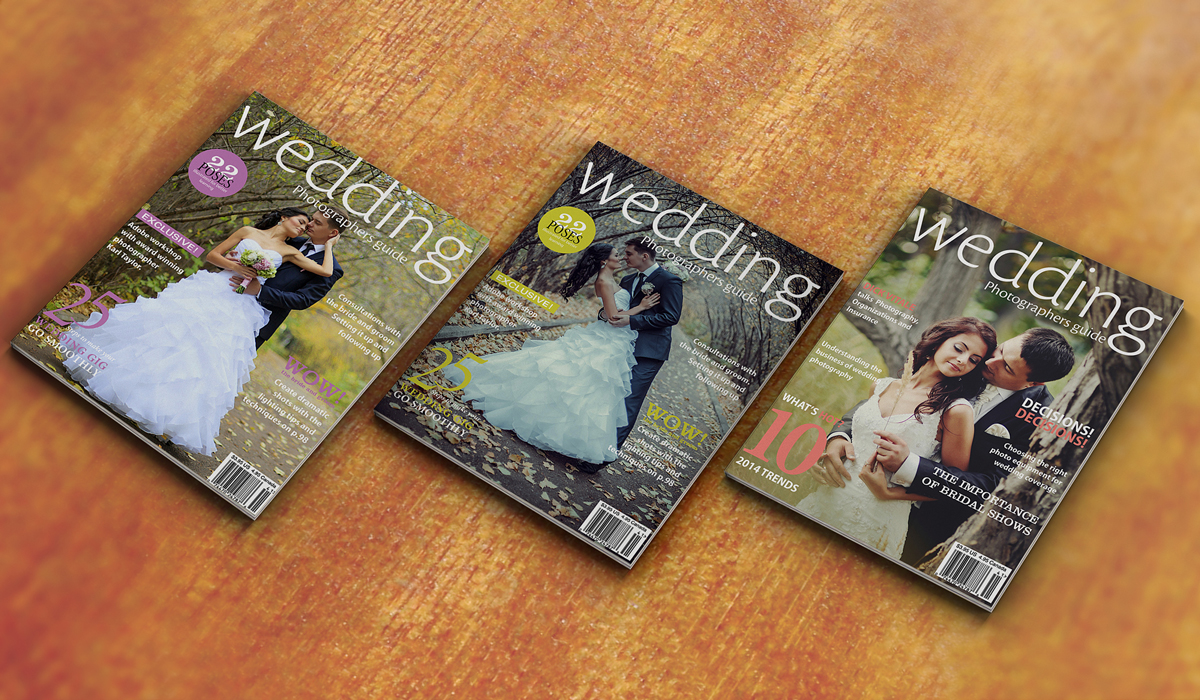 wedding
Photographers guide
22
POSES
EXCLUSIVE!
Adobe workshop
with award winning
photographer
Karl Taylor
25
GO SMOOTHLY
Consultations with
the bride and groom.
Setting it up and
following up
WOW!
Create dramatic
shots with the
lighting tips and
techniques on p.98
wedding
Photographers guide
22
POSES
EXCLUSIVE!
25
WEDDING GIG
GO SMOOTHLY
Consultations with
the bride and groom.
Setting it up and
following up
WOW!
Create dramatic
shots with the
lighting tips and
techniques on p.98
wedding
Photographers guide
talks Photography,
Organizations and
Insurance
Understanding the
business of wedding
photography
WHAT'S
10
2014 TRENDS
DECISIONS!
DECISIONS!
Choosing the right
photo equipment for
wedding coverage
THE IMPORTANCE
OF BRIDAL SHOWS